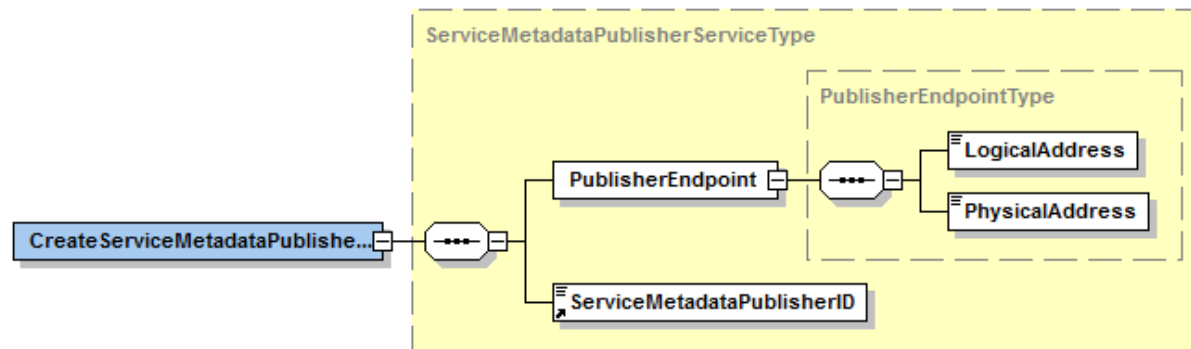 ServiceMetadataPublisherServiceType
PublisherEndpointType
LogicalAddress
PublisherEndpoint
PhysicalAddress
CreateServiceMetadataPublishe...
ServiceMetadataPublisherID